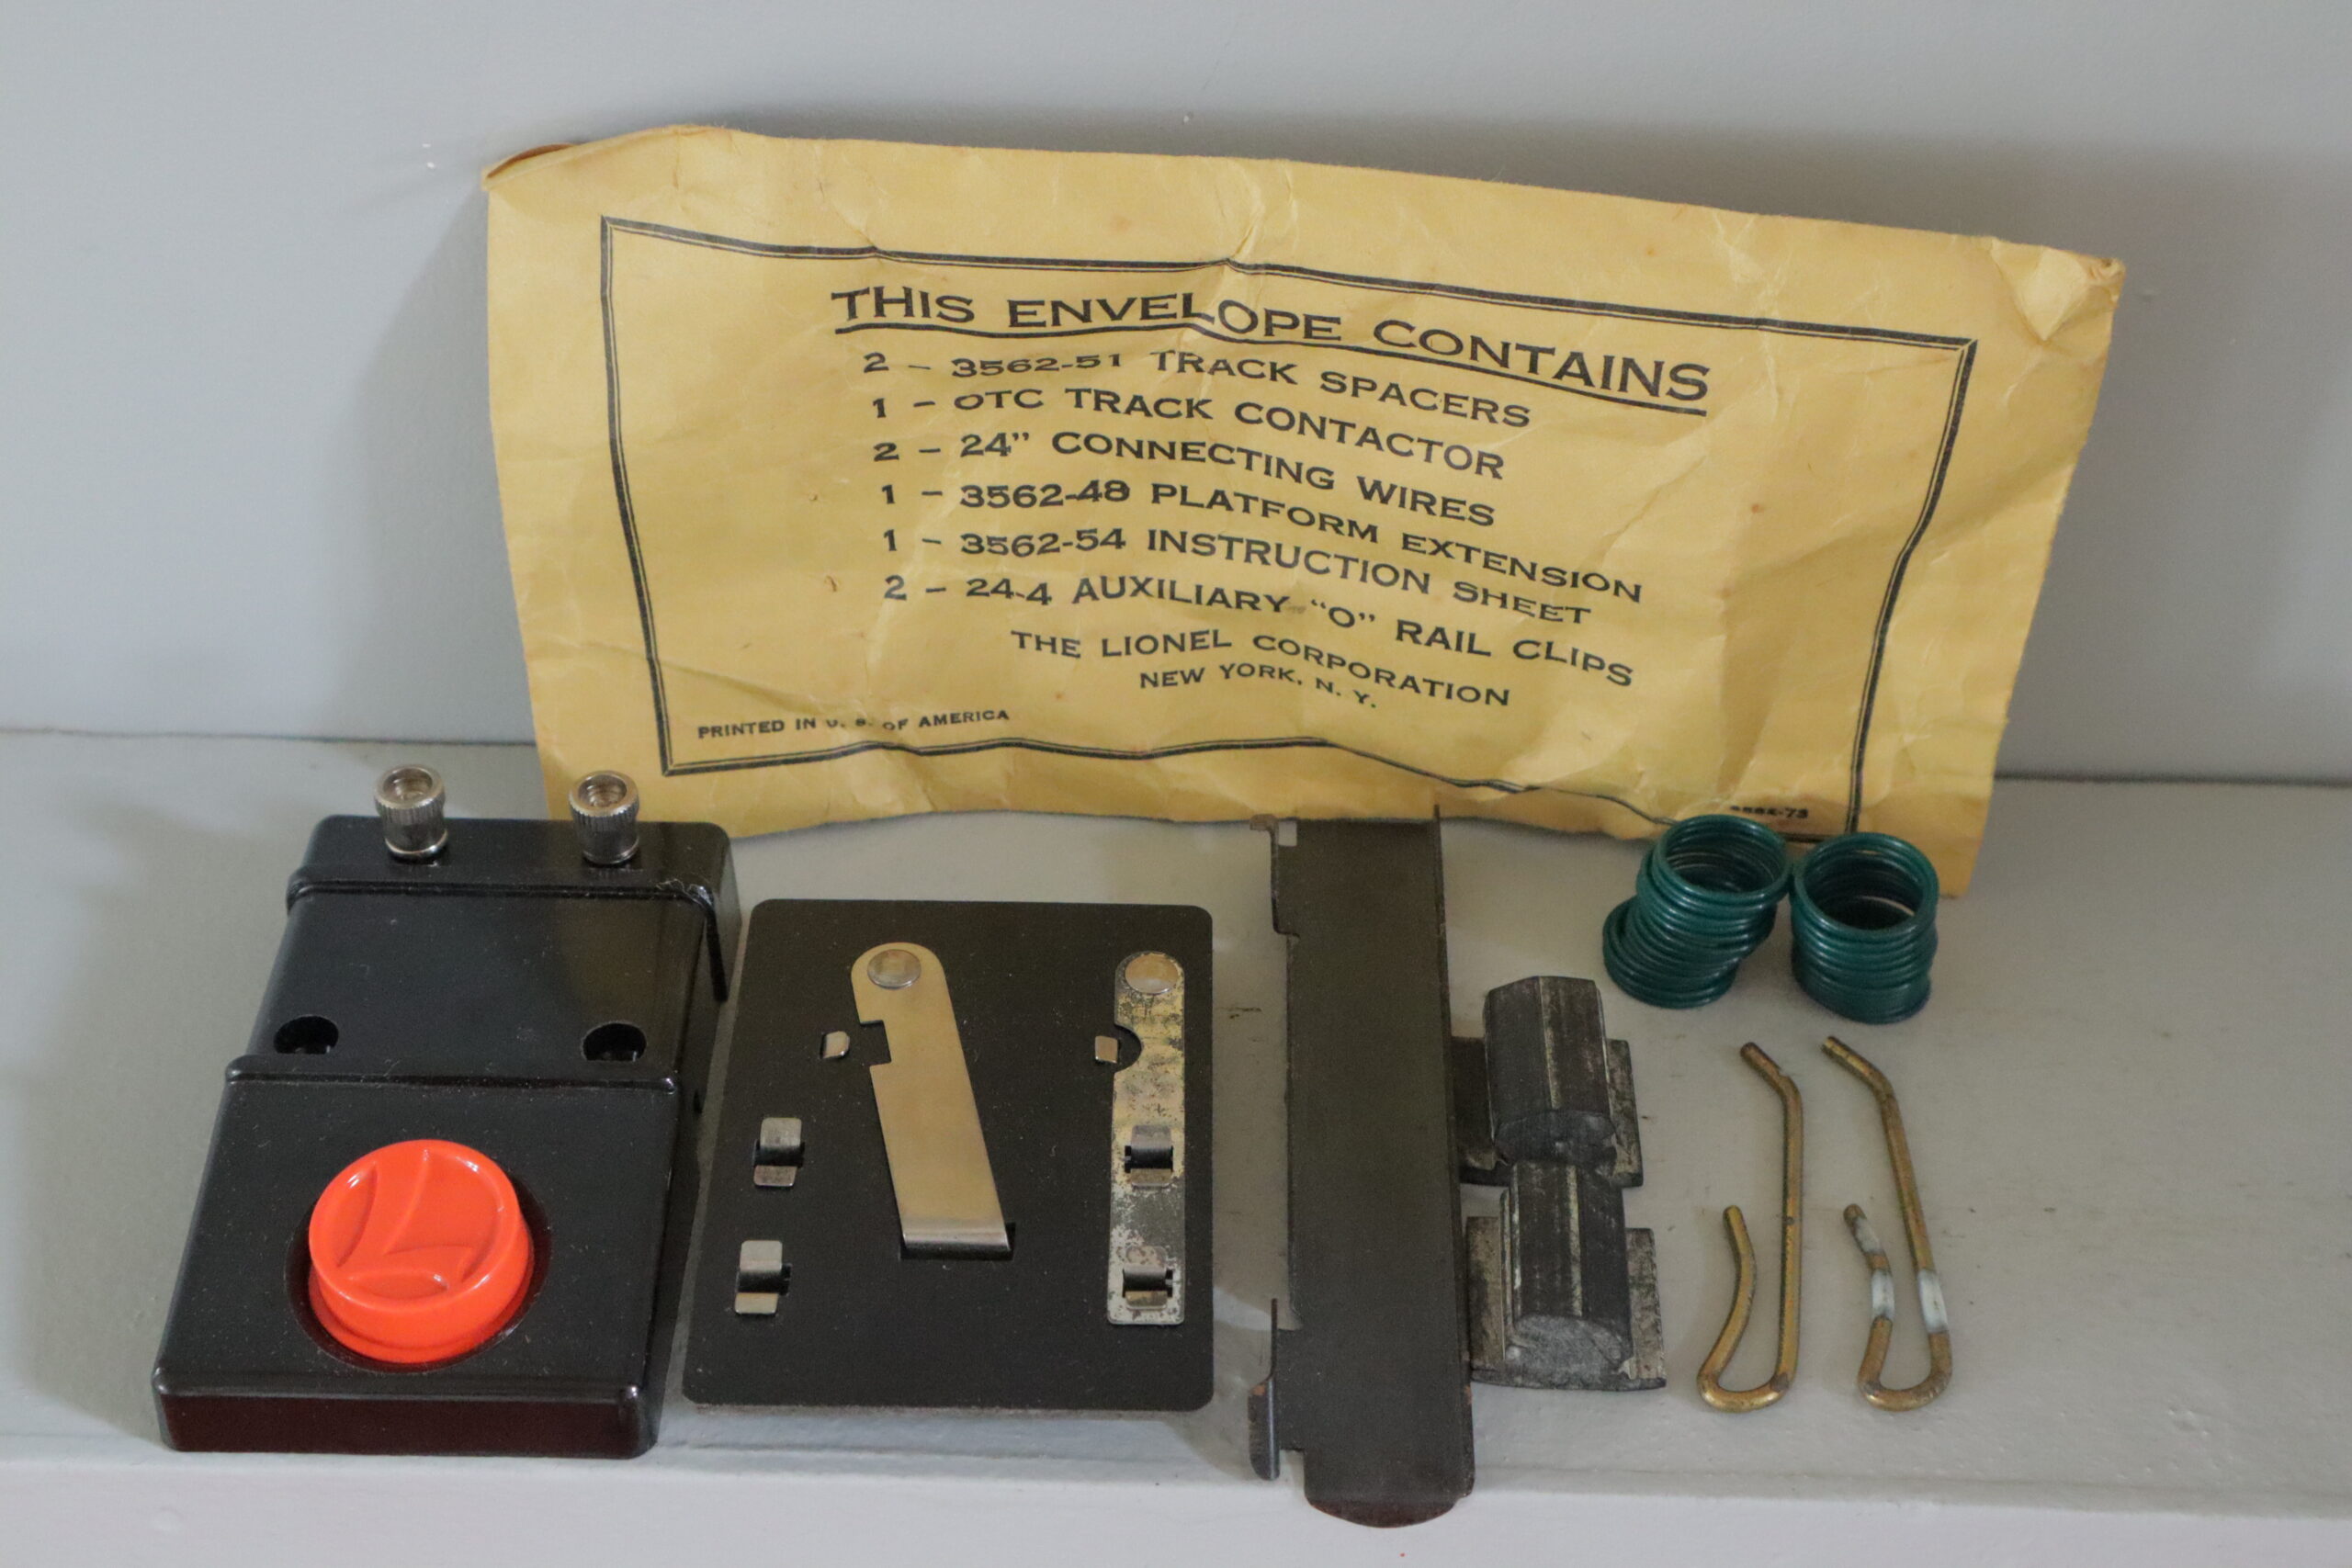 THIS ENVELOPE CONTAINS
2 – 3562-51 TRACK SPACERS
1 – OTC TRACK CONTACTOR
2 – 24” CONNECTING WIRES
1 – 3562-48 PLATFORM EXTENSION
1 – 3562-54 INSTRUCTION SHEET
2 – 24-4 AUXILIARY “O” RAIL CLIPS
THE LIONEL CORPORATION
NEW YORK, N. Y.
PRINTED IN U. S. OF AMERICA